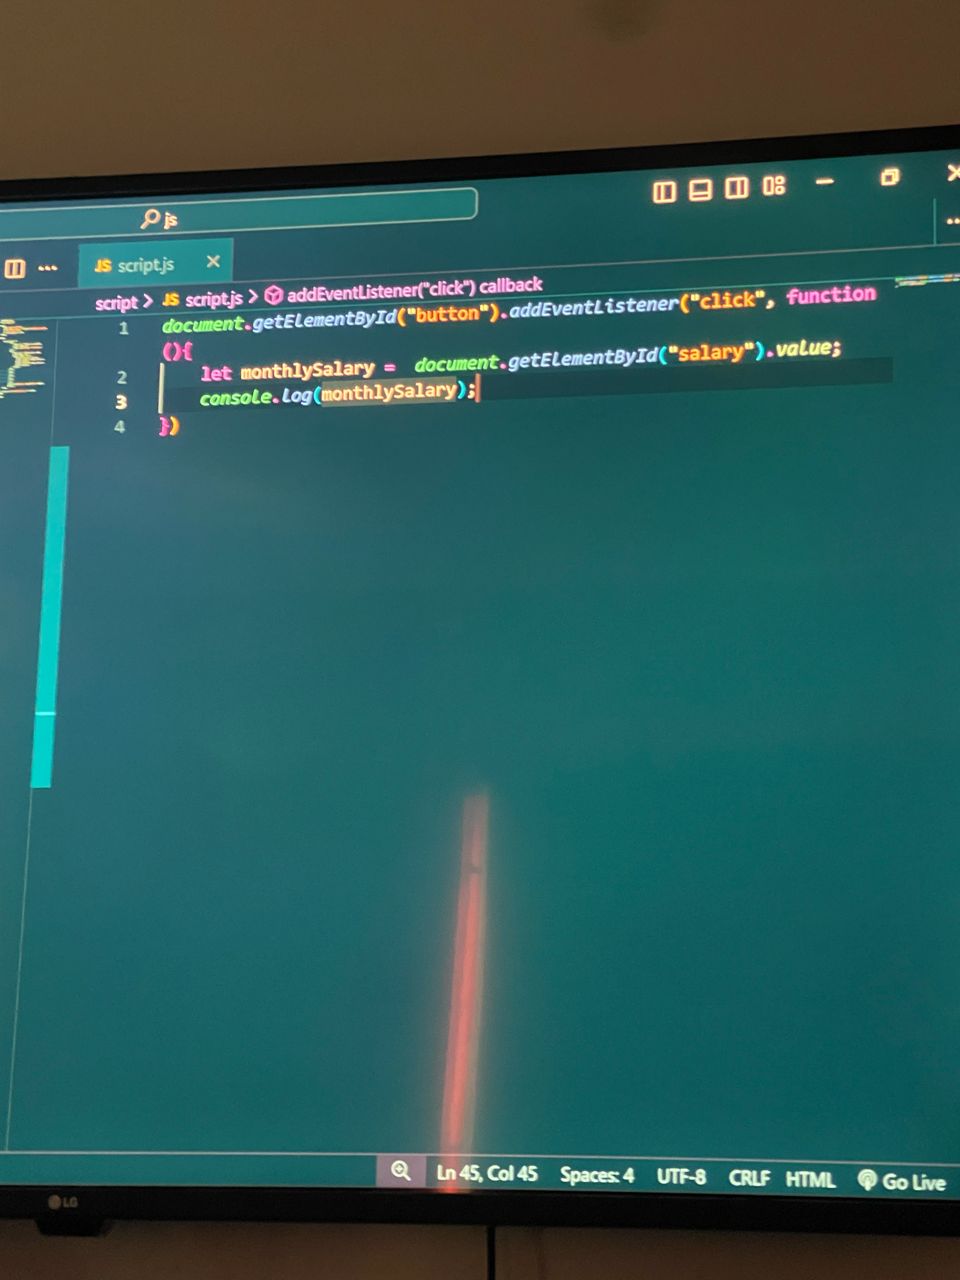 js
JS script.js
script > JS script.js > addEventListener("click") callback
1 document.getElementById("button").addEventListener("click", function
(){
2 let monthlySalary = document.getElementById("salary").value;
3 console.log(monthlySalary);
4 })
Ln 45, Col 45 Spaces: 4 UTF-8 CRLF HTML Go Live
LG